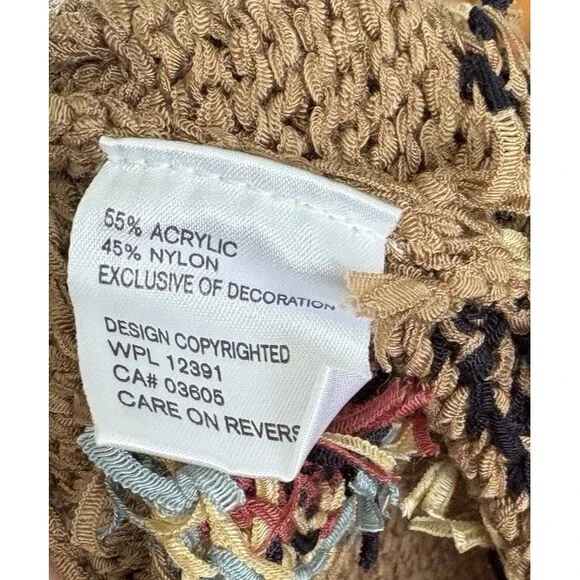 55% ACRYLIC
45% NYLON
EXCLUSIVE OF DECORATION
DESIGN COPYRIGHTED
WPL 12391
CA# 03605
CARE ON REVERS